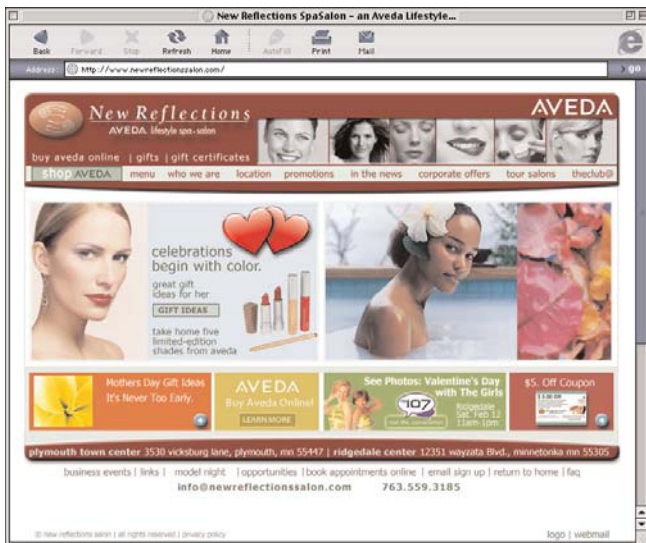 New Reflections SpaSalon – an Aveda Lifestyle...
Back Forward Stop Refresh Home AutoFill Print Mail
Address: http://www.newreflectionssalon.com/ go
New Reflections
AVEDA lifestyle spa·salon
AVEDA
buy aveda online | gifts | gift certificates
shop AVEDA menu who we are location promotions in the news corporate offers tour salons theclub@
celebrations
begin with color.
great gift
ideas for her
GIFT IDEAS
take home five
limited-edition
shades from aveda
Mothers Day Gift Ideas
It's Never Too Early.
AVEDA
Buy Aveda Online!
LEARN MORE
See Photos: Valentine's Day
with The Girls
107
Ridgedale
Sat. Feb 12
11am-1pm
$5. Off Coupon
plymouth town center 3530 vicksburg lane, plymouth, mn 55447 | ridgedale center 12351 wayzata Blvd., minnetonka mn 55305
business events | links | model night | opportunities | book appointments online | email sign up | return to home | faq
info@newreflectionssalon.com 763.559.3185
© new reflections salon | all rights reserved | privacy policy
logo | webmail